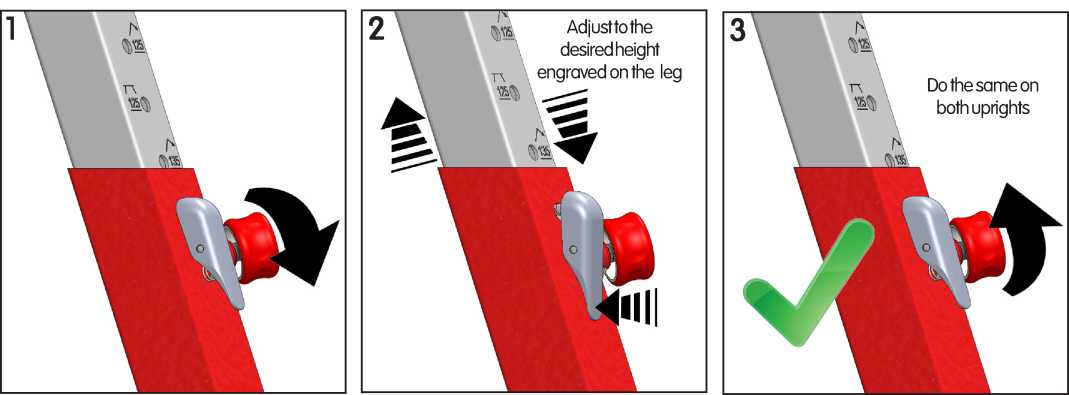 1
125
125
135
2
Adjust to the
desired height
engraved on the leg
125
125
135
3
Do the same on
both uprights
125
125
135